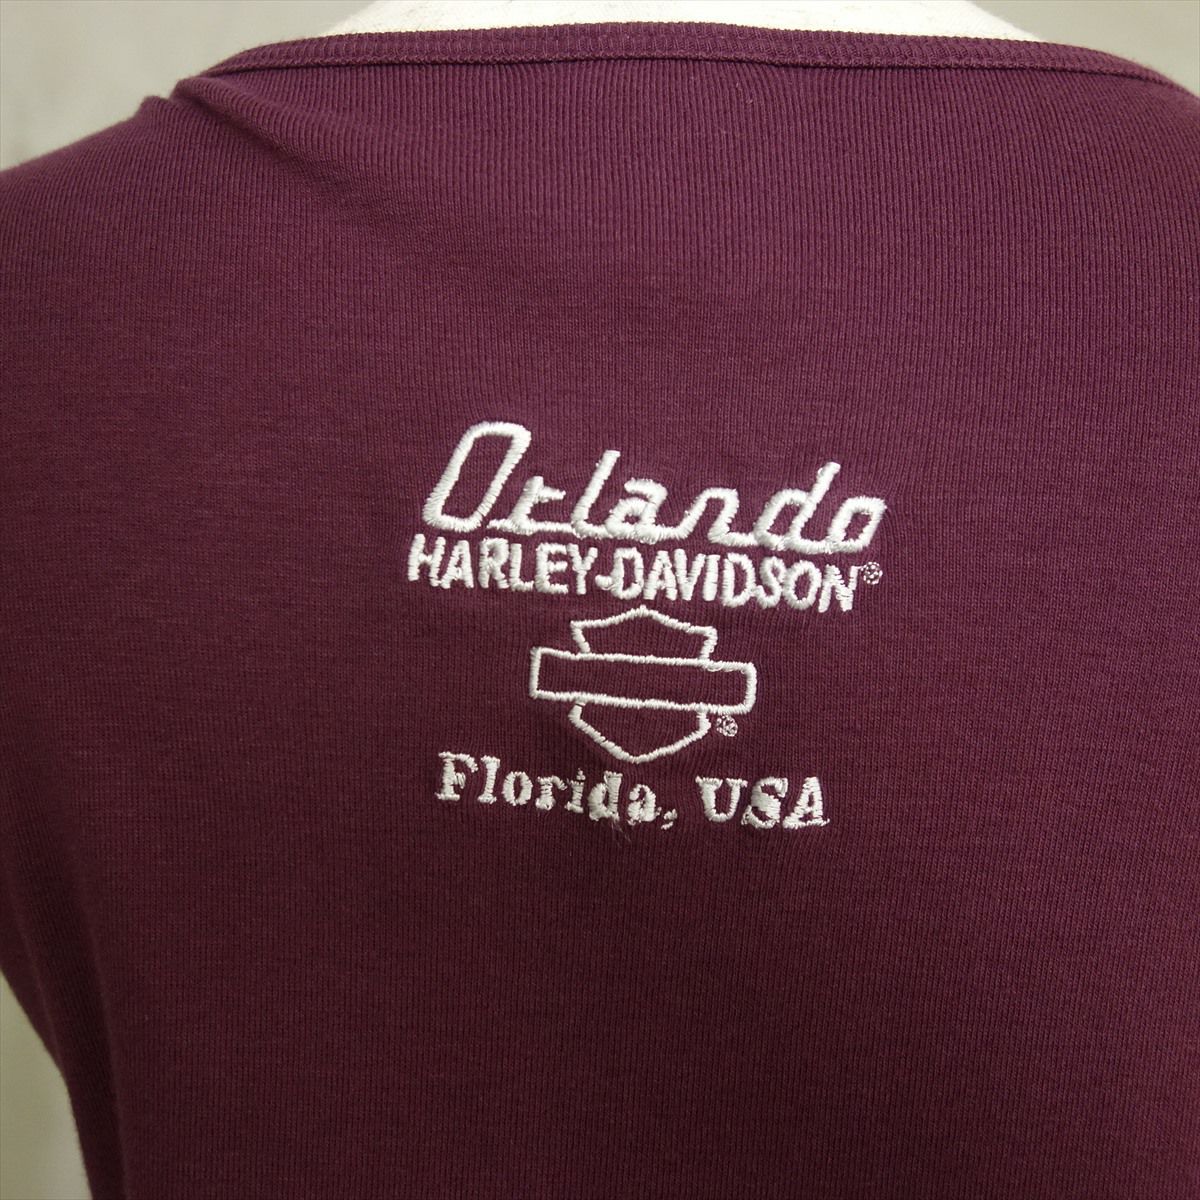 Orlando
HARLEY-DAVIDSON®
®
Florida, USA